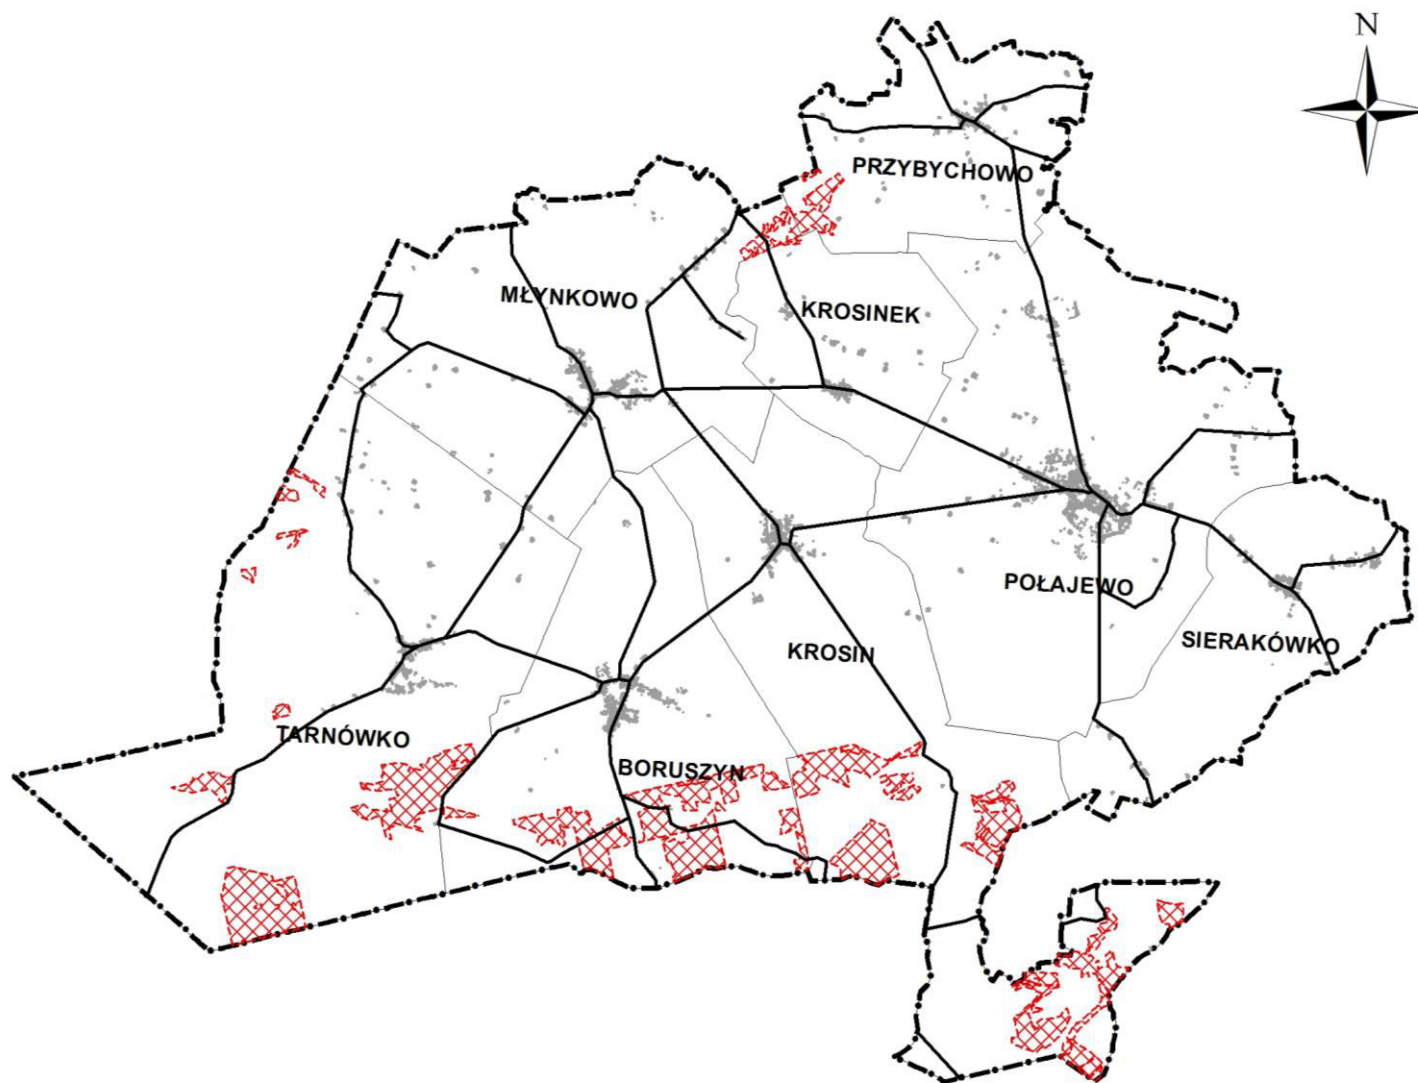 N
PRZYBYCHOWO
MŁYNKOWO
KROSINEK
POŁAJEWO
SIERAKÓWKO
KROSIN
TARNÓWKO
BORUSZYN